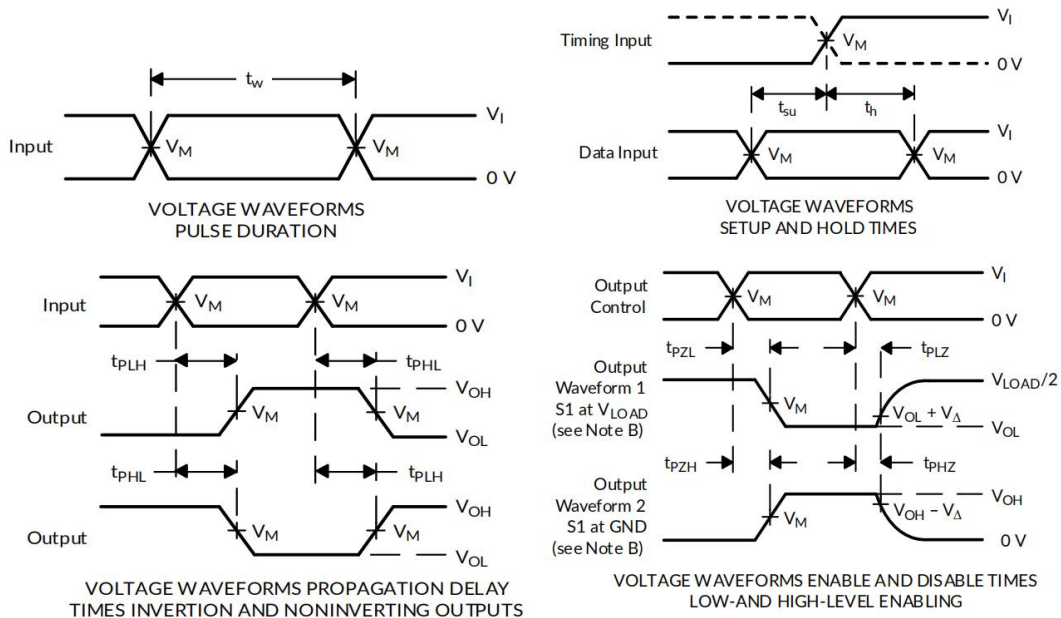 t_w
V_I
Input
V_M
V_M
0 V
VOLTAGE WAVEFORMS
PULSE DURATION
V_I
Timing Input
V_M
0 V
t_su
t_h
V_I
Data Input
V_M
V_M
0 V
VOLTAGE WAVEFORMS
SETUP AND HOLD TIMES
V_I
Input
V_M
V_M
0 V
t_PLH
t_PHL
V_OH
Output
V_M
V_M
V_OL
t_PHL
t_PLH
V_OH
Output
V_M
V_M
V_OL
VOLTAGE WAVEFORMS PROPAGATION DELAY
TIMES INVERTION AND NONINVERTING OUTPUTS
Output
Control
V_I
V_M
V_M
0 V
t_PZL
t_PLZ
Output
Waveform 1
S1 at V_LOAD
(see Note B)
V_LOAD/2
V_M
V_OL + V_Δ
V_OL
t_PZH
t_PHZ
Output
Waveform 2
S1 at GND
(see Note B)
V_OH
V_M
V_OH – V_Δ
0 V
VOLTAGE WAVEFORMS ENABLE AND DISABLE TIMES
LOW-AND HIGH-LEVEL ENABLING